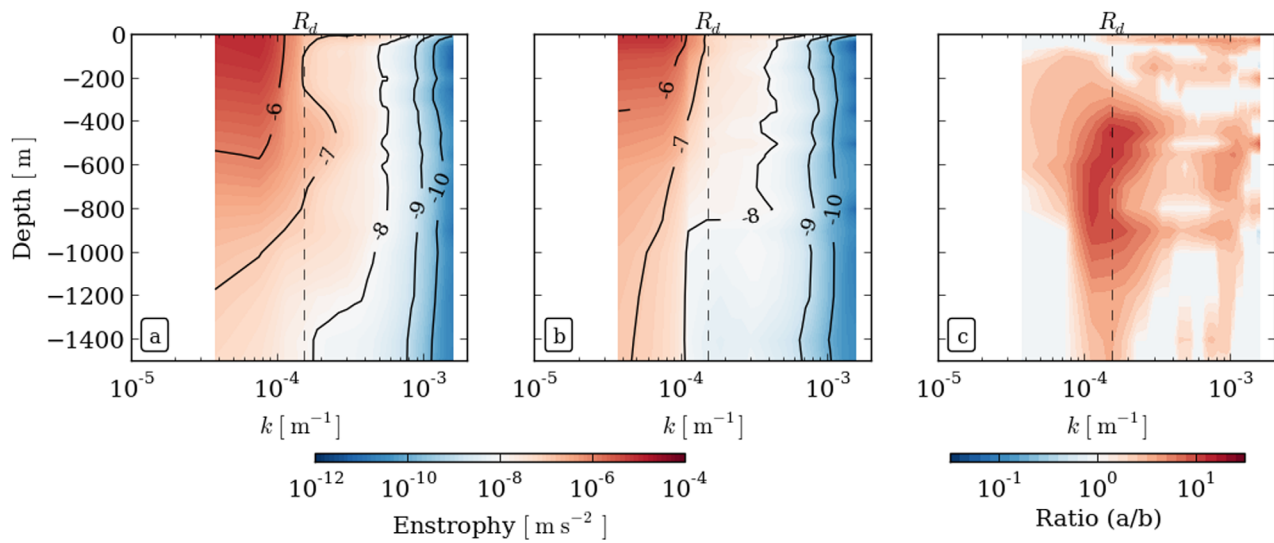 R_d R_d R_d
0
−200
−400
−600
−800
−1000
−1200
−1400
Depth [ m ]
-6 -7 -8 -9 -10
-6 -7 -8 -9 -10
a b c
10^-5 10^-4 10^-3 10^-5 10^-4 10^-3 10^-5 10^-4 10^-3
k [ m^−1 ] k [ m^−1 ] k [ m^−1 ]
10^-12 10^-10 10^-8 10^-6 10^-4 10^-1 10^0 10^1
Enstrophy [ m s^−2 ] Ratio (a/b)